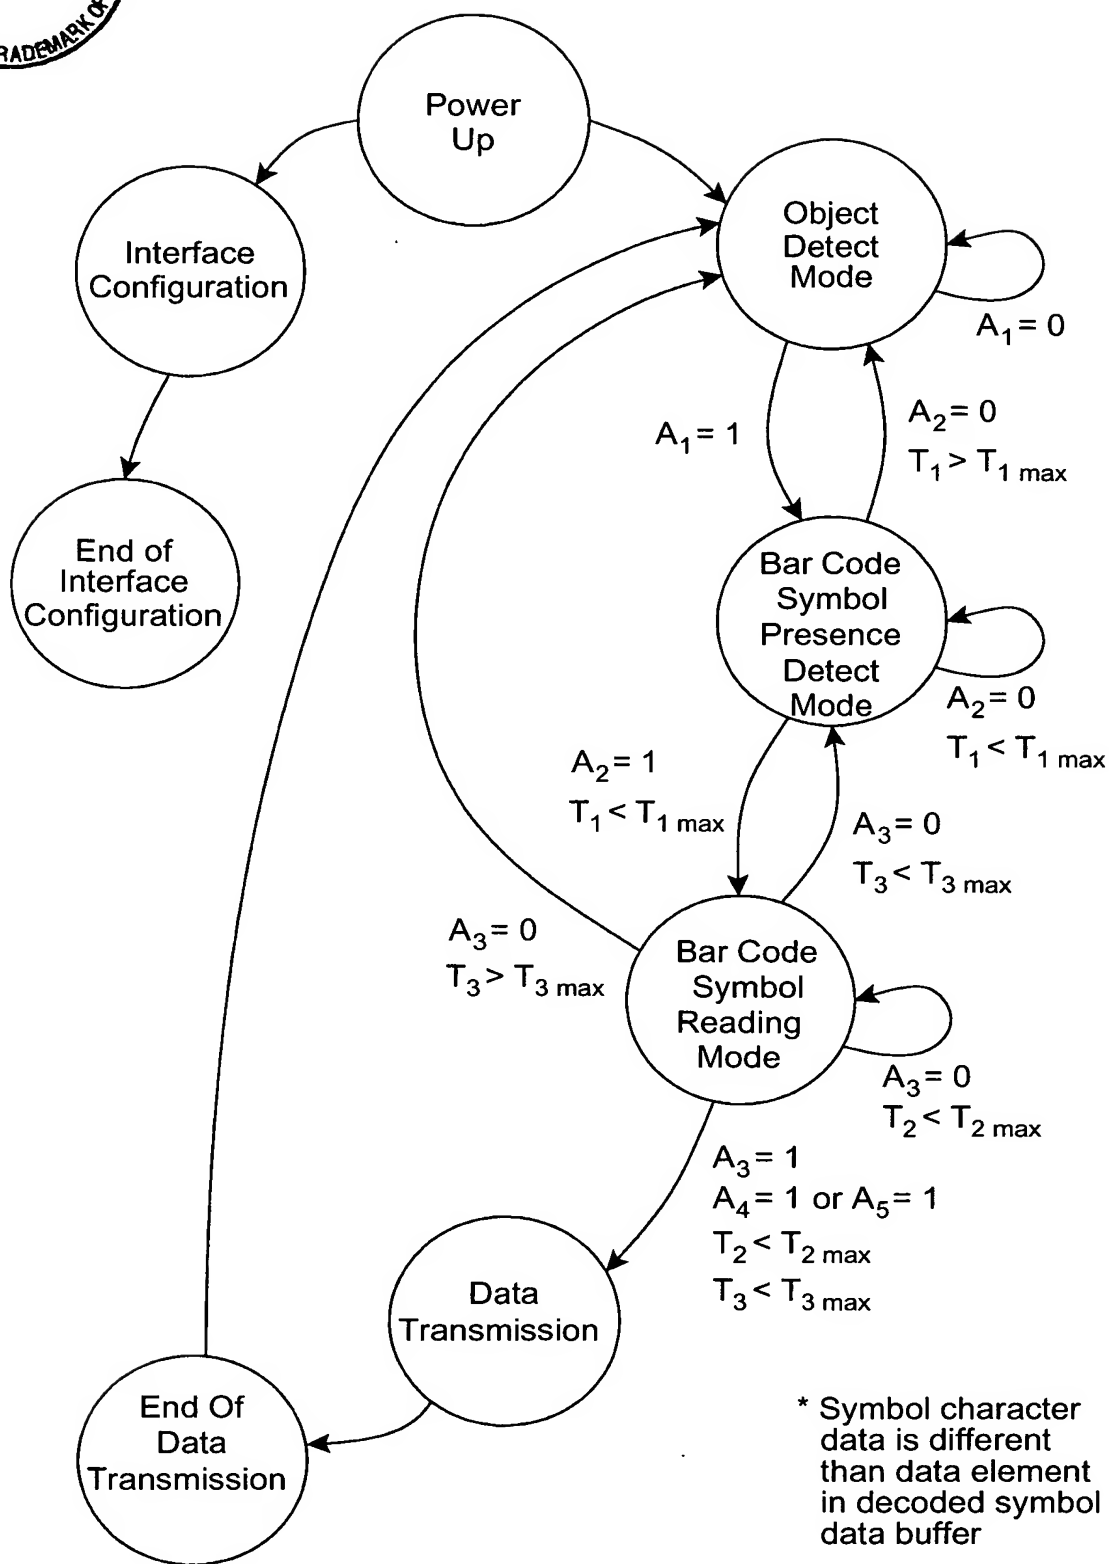 RADEMARK OF
Power
Up
Object
Detect
Mode
A1 = 0
Interface
Configuration
End of
Interface
Configuration
A1 = 1
A2 = 0
T1 > T1 max
Bar Code
Symbol
Presence
Detect
Mode
A2 = 0
T1 < T1 max
A2 = 1
T1 < T1 max
A3 = 0
T3 < T3 max
A3 = 0
T3 > T3 max
Bar Code
Symbol
Reading
Mode
A3 = 0
T2 < T2 max
A3 = 1
A4 = 1 or A5 = 1
T2 < T2 max
T3 < T3 max
Data
Transmission
End Of
Data
Transmission
* Symbol character
data is different
than data element
in decoded symbol
data buffer